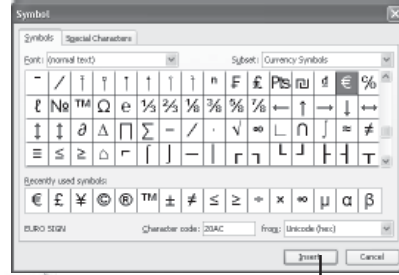 Symbol
Symbols Special Characters
Font: (normal text) Subset: Currency Symbols
ⁿ ₣ ₤ ₧ ₪ ₫ € %
ℓ № ™ Ω ℮ ⅓ ⅔ ⅛ ⅜ ⅝ ⅞ ← ↑ → ↓ ↔
∂ ∆ ∏ ∑ − ∕ ∙ √ ∞ ∟ ∩ ∫ ≈ ≠
≡ ≤ ≥ ⌂ ⌐ ⌠ ⌡ ─ │ ┌ ┐ └ ┘ ├ ┤ ┬
Recently used symbols:
€ £ ¥ © ® ™ ± ≠ ≤ ≥ ÷ × ∞ µ α β
EURO SIGN Character code: 20AC from: Unicode (hex)
Insert Cancel